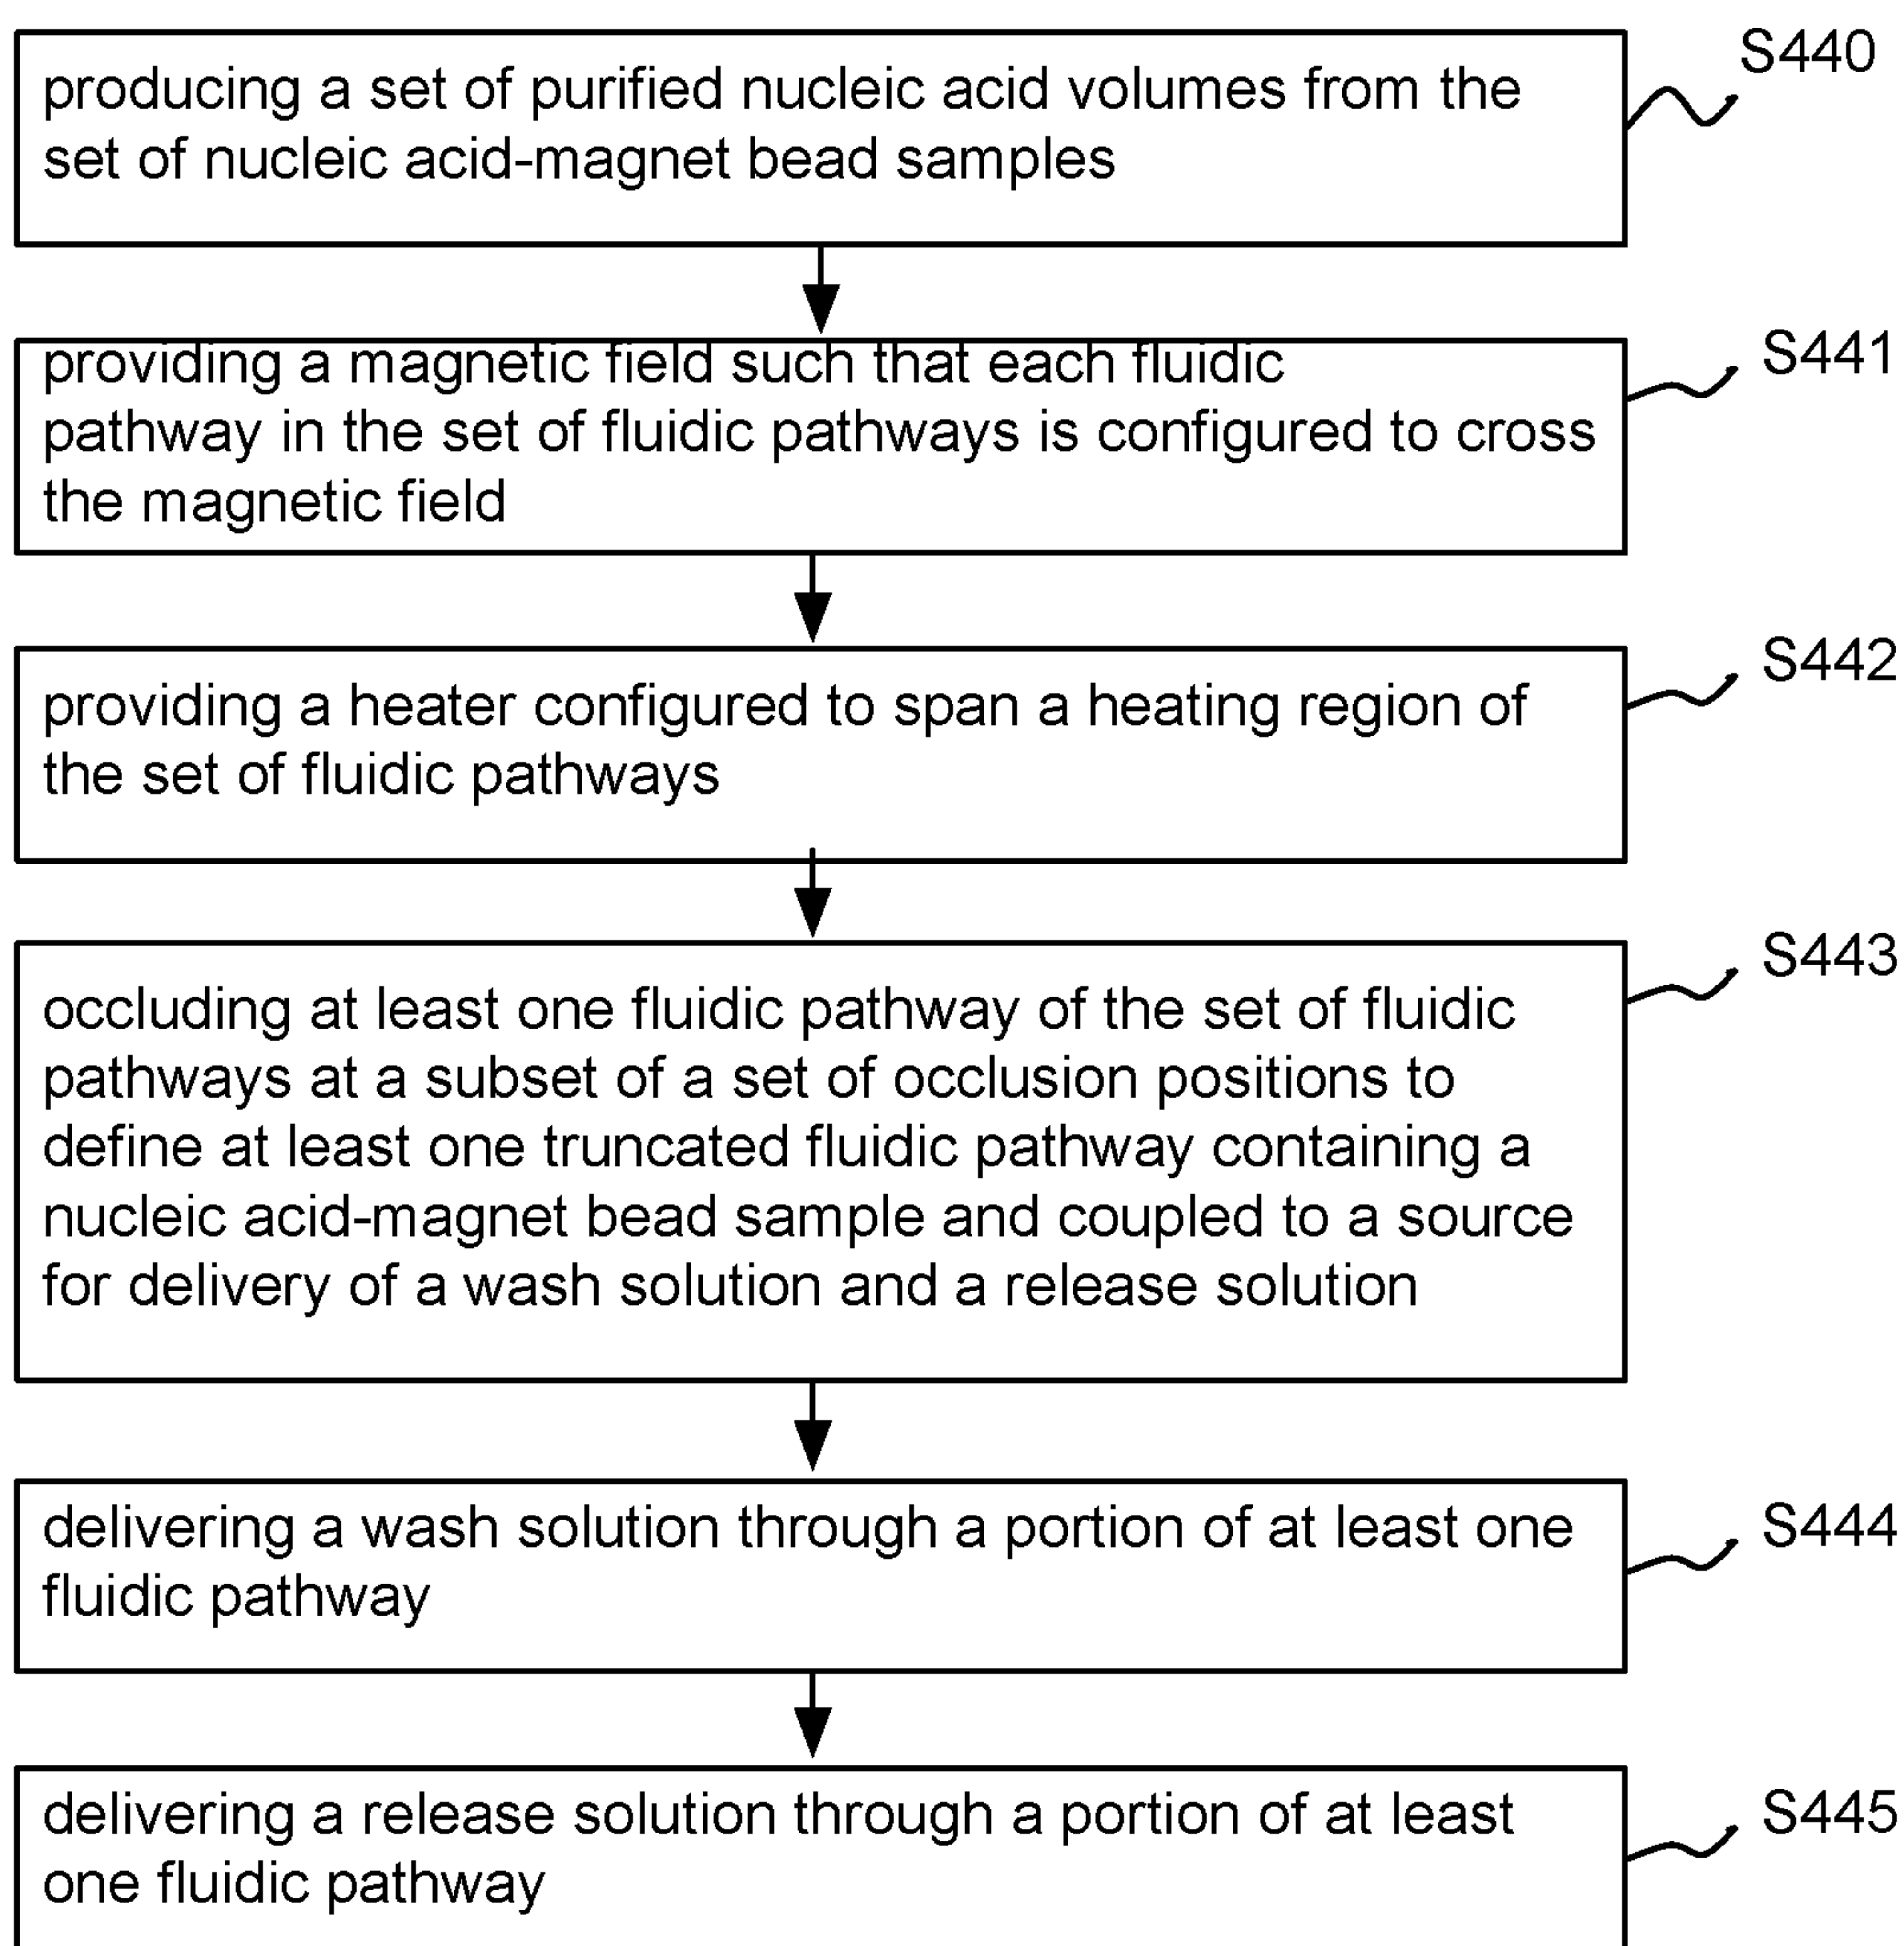 producing a set of purified nucleic acid volumes from the
set of nucleic acid-magnet bead samples
S440
providing a magnetic field such that each fluidic
pathway in the set of fluidic pathways is configured to cross
the magnetic field
S441
providing a heater configured to span a heating region of
the set of fluidic pathways
S442
occluding at least one fluidic pathway of the set of fluidic
pathways at a subset of a set of occlusion positions to
define at least one truncated fluidic pathway containing a
nucleic acid-magnet bead sample and coupled to a source
for delivery of a wash solution and a release solution
S443
delivering a wash solution through a portion of at least one
fluidic pathway
S444
delivering a release solution through a portion of at least
one fluidic pathway
S445